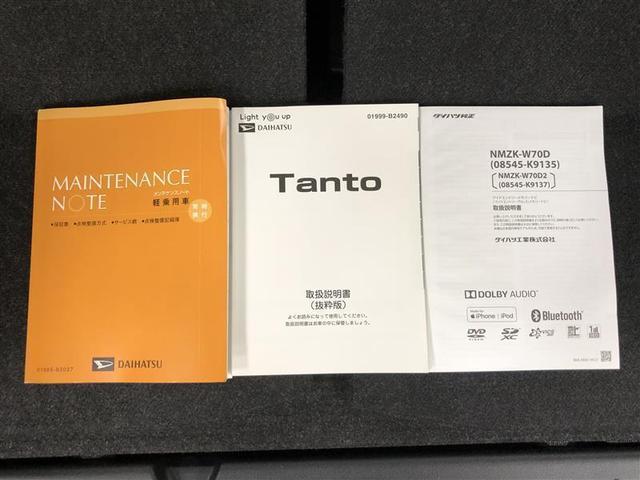 MAINTENANCE
NOTE
メンテナンスノート
軽乗用車
•保証書 •点検整備方式 •サービス網 •点検整備記録簿
DAIHATSU
Light you up
DAIHATSU
01999-B2490
Tanto
取扱説明書
(抜粋版)
よくお読みになって使用してください。
取扱説明書はお車の中に保管しましょう。
ダイハツ純正
NMZK-W70D
(08545-K9135)
NMZK-W70D2
(08545-K9137)
取扱説明書
ダイハツ工業株式会社
DOLBY AUDIO
iPhone | iPod
Bluetooth
DVD
SD
XC